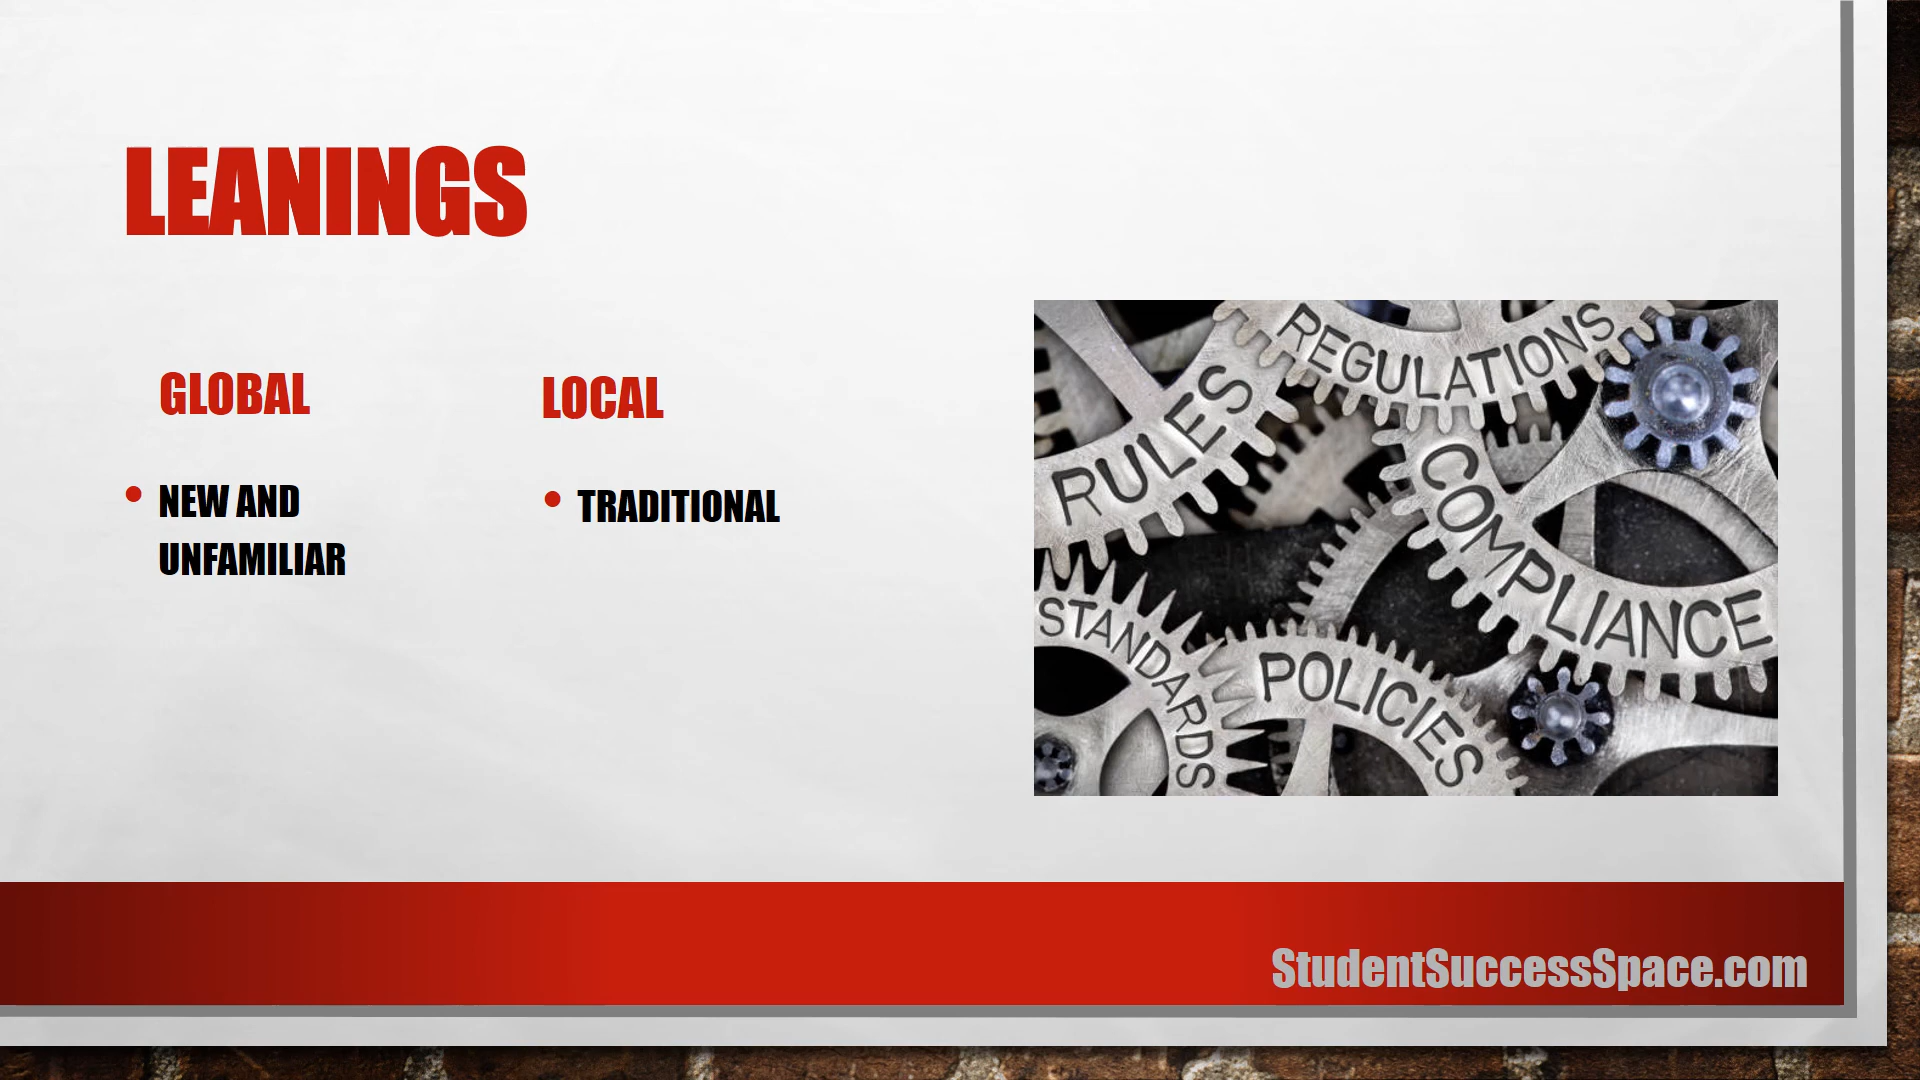 LEANINGS
GLOBAL
NEW AND
UNFAMILIAR
LOCAL
TRADITIONAL
REGULATIONS
RULES
COMPLIANCE
STANDARDS
POLICIES
StudentSuccessSpace.com